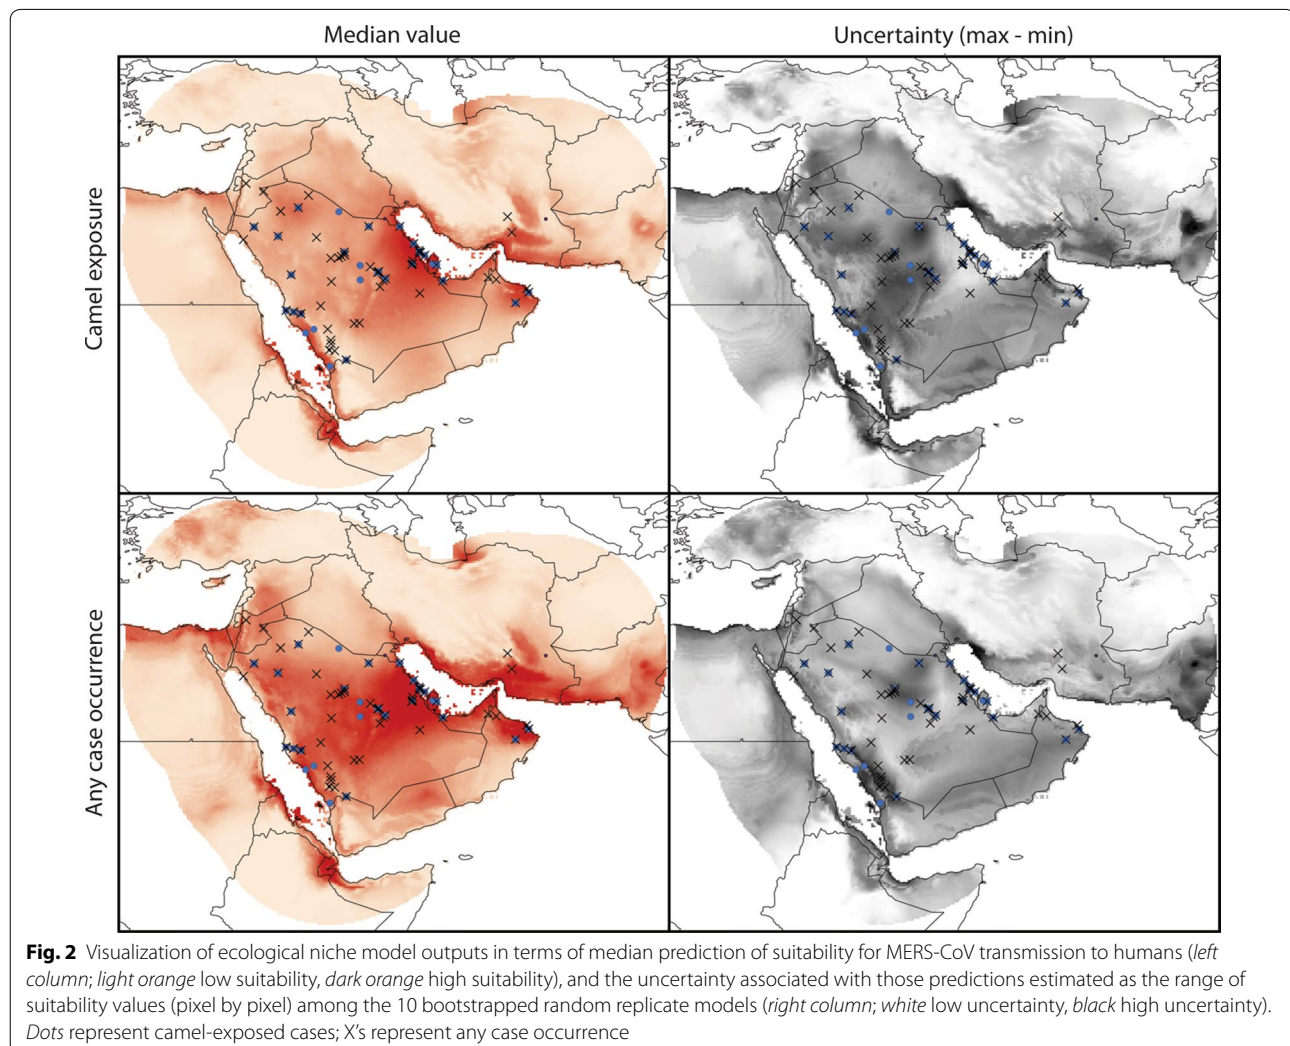 Median value
Uncertainty (max - min)
Camel exposure
Any case occurrence
Fig. 2 Visualization of ecological niche model outputs in terms of median prediction of suitability for MERS-CoV transmission to humans (left
column; light orange low suitability, dark orange high suitability), and the uncertainty associated with those predictions estimated as the range of
suitability values (pixel by pixel) among the 10 bootstrapped random replicate models (right column; white low uncertainty, black high uncertainty).
Dots represent camel-exposed cases; X's represent any case occurrence